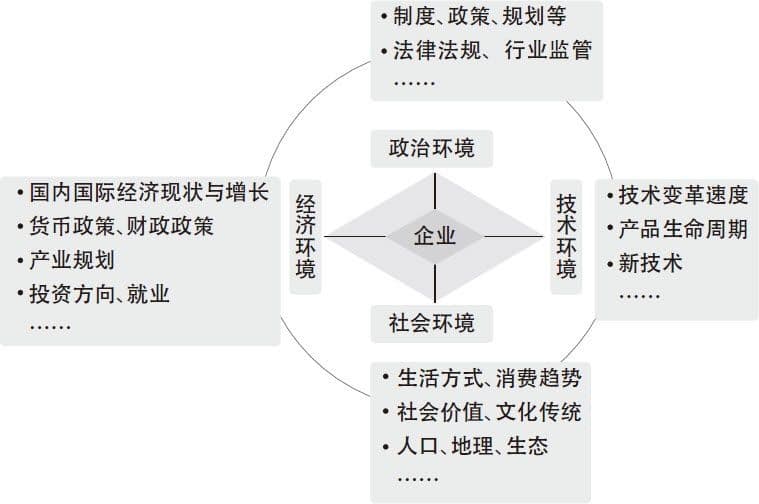 • 制度、政策、规划等
• 法律法规、行业监管
……
政治环境
• 国内国际经济现状与增长
• 货币政策、财政政策
• 产业规划
• 投资方向、就业
……
经济环境
企业
技术环境
• 技术变革速度
• 产品生命周期
• 新技术
……
社会环境
• 生活方式、消费趋势
• 社会价值、文化传统
• 人口、地理、生态
……